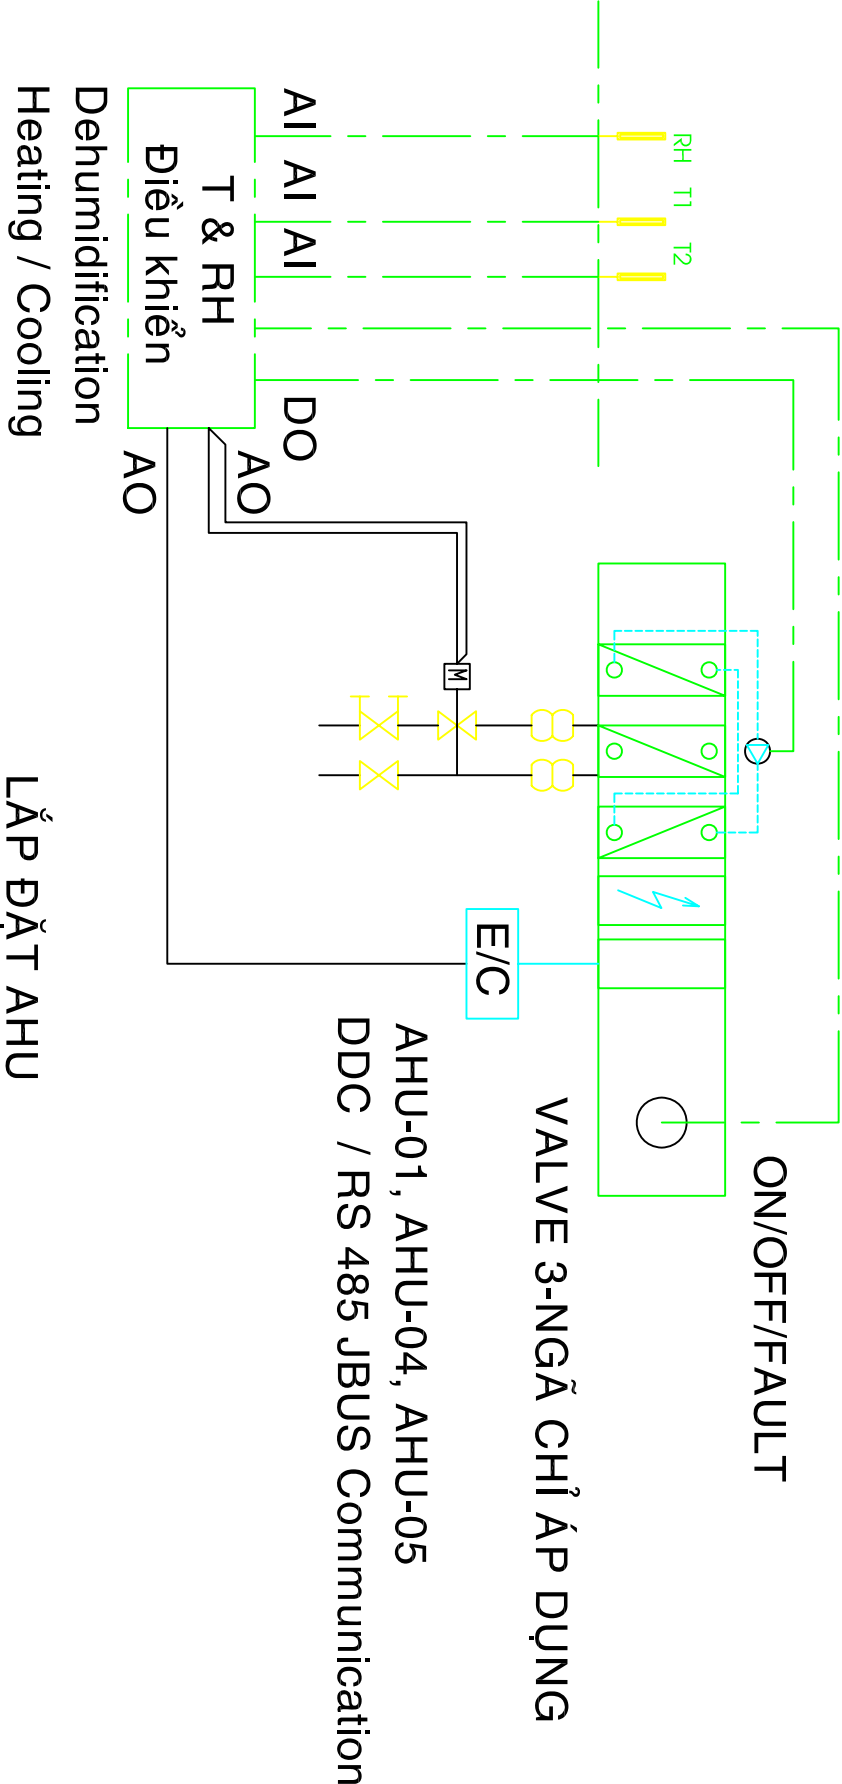 RH T1 T2
ON/OFF/FAULT
VALVE 3-NGÃ CHỈ ÁP DỤNG
AHU-01, AHU-04, AHU-05
DDC / RS 485 JBUS Communication
M
E/C
AI AI AI DO
AO
AO
T & RH
Điều khiển
Dehumidification
Heating / Cooling
LẮP ĐẶT AHU